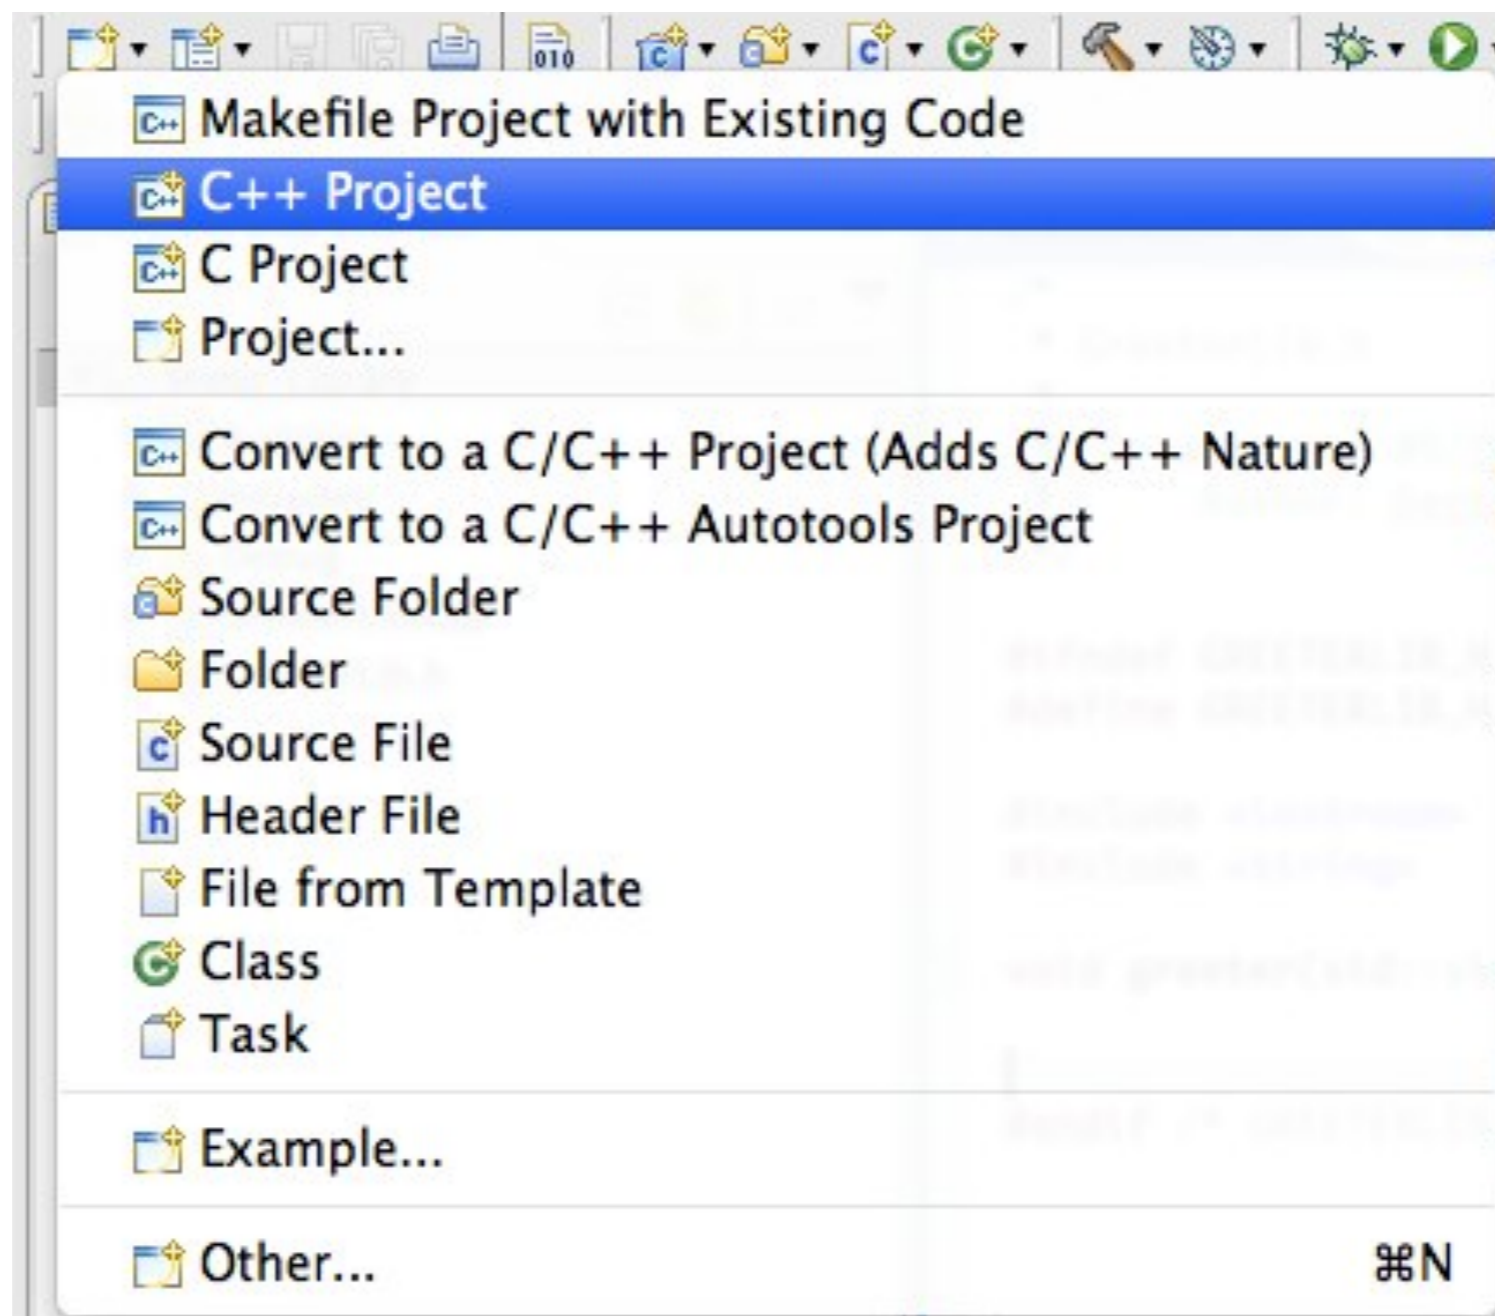 010
Makefile Project with Existing Code
C++ Project
C Project
Project...
Convert to a C/C++ Project (Adds C/C++ Nature)
Convert to a C/C++ Autotools Project
Source Folder
Folder
Source File
Header File
File from Template
Class
Task
Example...
Other... ⌘N